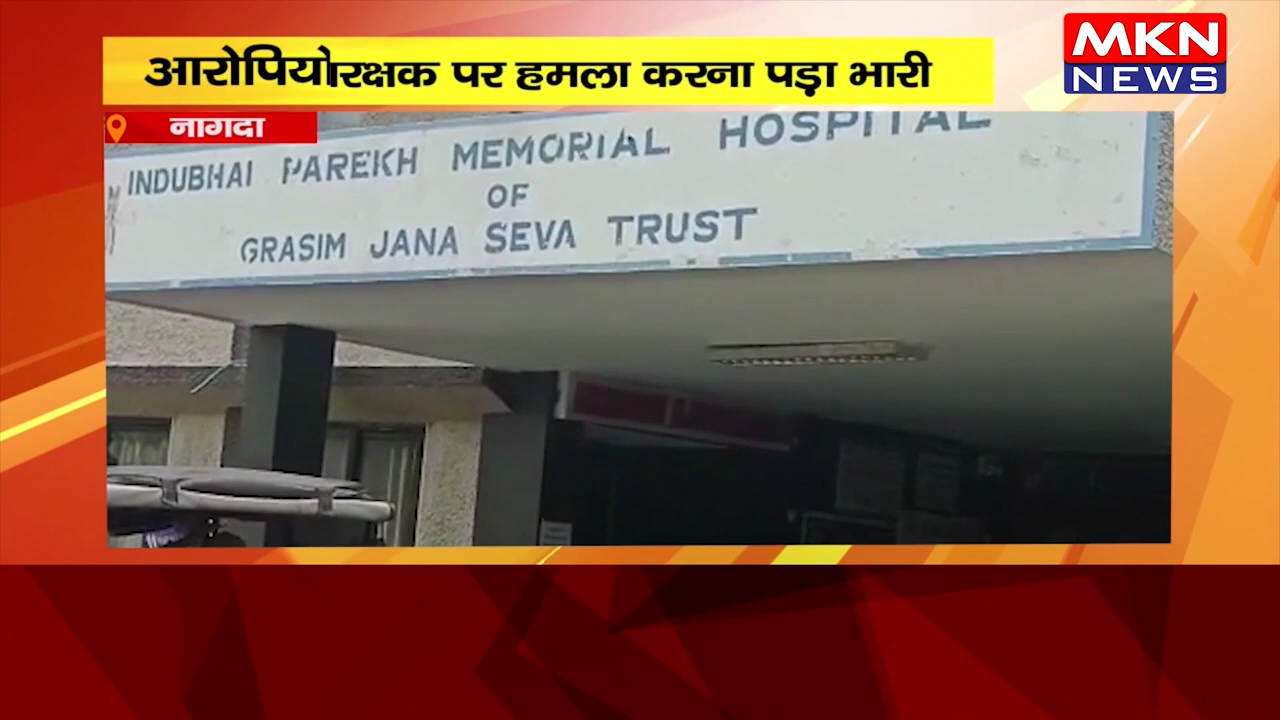 MKN
NEWS
आरोपियों
रक्षक पर हमला करना पड़ा भारी
नागदा
INDUBHAI PAREKH MEMORIAL HOSPITAL
OF
GRASIM JANA SEVA TRUST